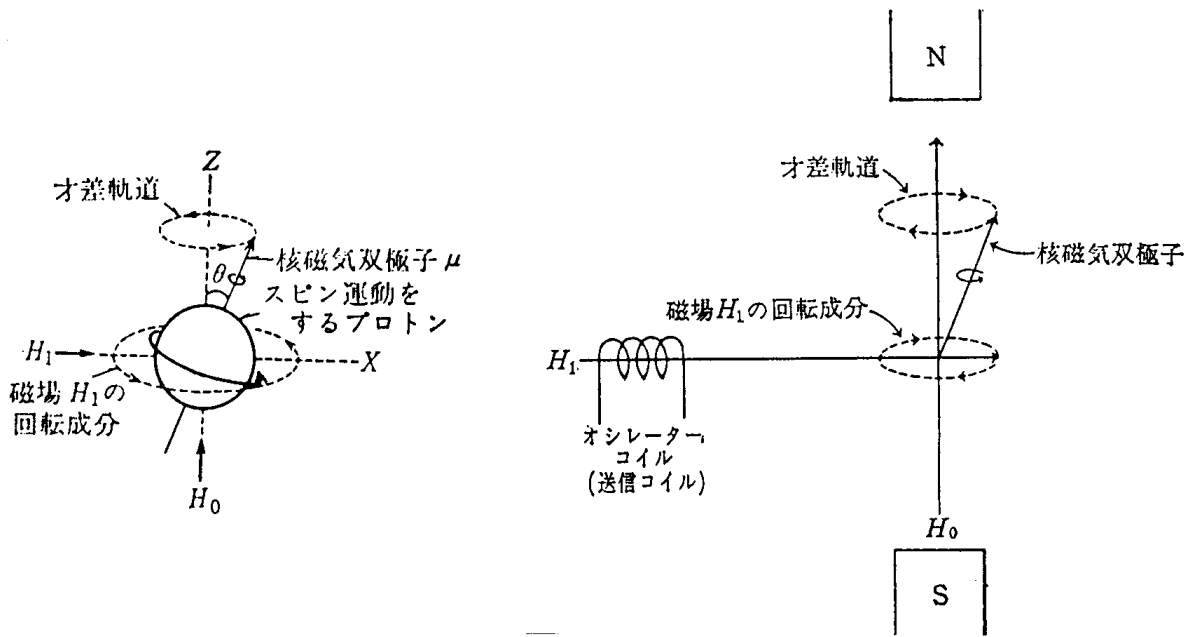 Z
才差軌道
θ
核磁気双極子 μ
スピン運動を
するプロトン
H₁
X
磁場 H₁の
回転成分
H₀
N
才差軌道
核磁気双極子
磁場H₁の回転成分
H₁
オシレーター
コイル
(送信コイル)
H₀
S